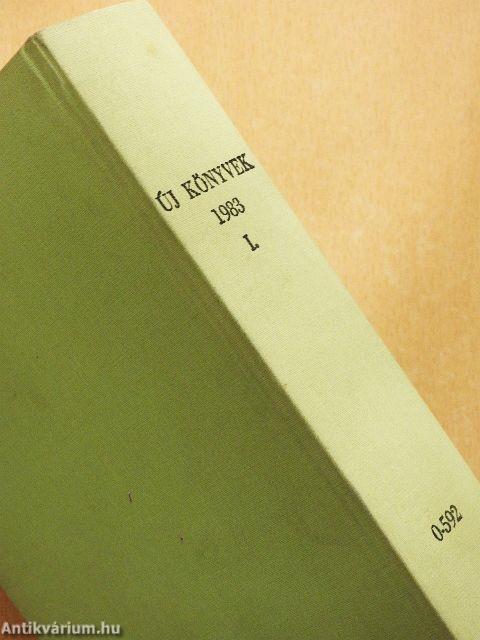 ÚJ KÖNYVEK
1983
I.
0-592
Antikvárium.hu